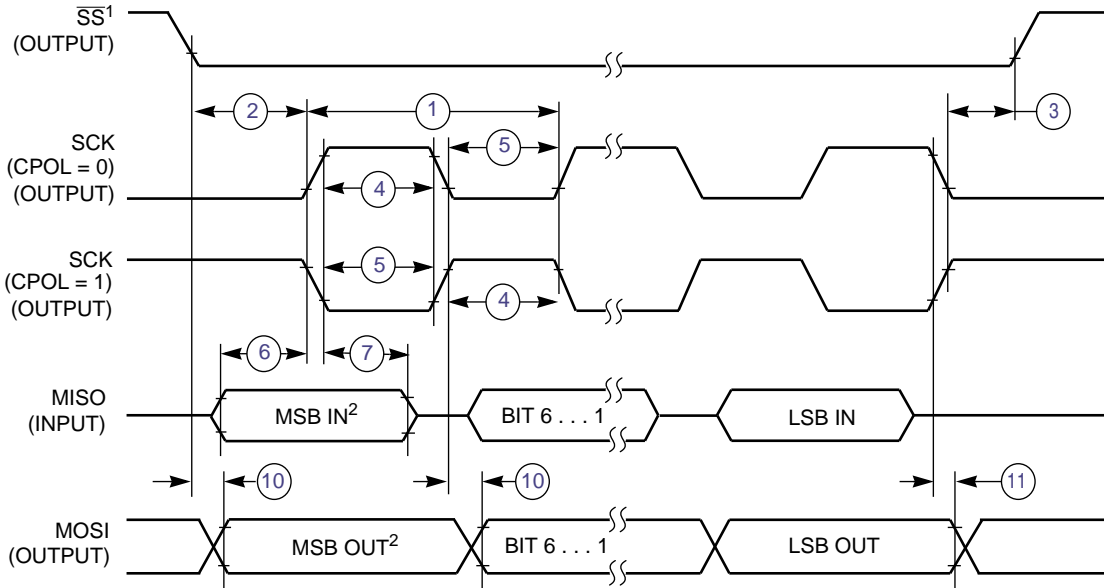 SS¹
(OUTPUT)
2
1
3
SCK
(CPOL = 0)
(OUTPUT)
5
4
SCK
(CPOL = 1)
(OUTPUT)
5
4
6
7
MISO
(INPUT)
MSB IN²
BIT 6 . . . 1
LSB IN
10
10
11
MOSI
(OUTPUT)
MSB OUT²
BIT 6 . . . 1
LSB OUT